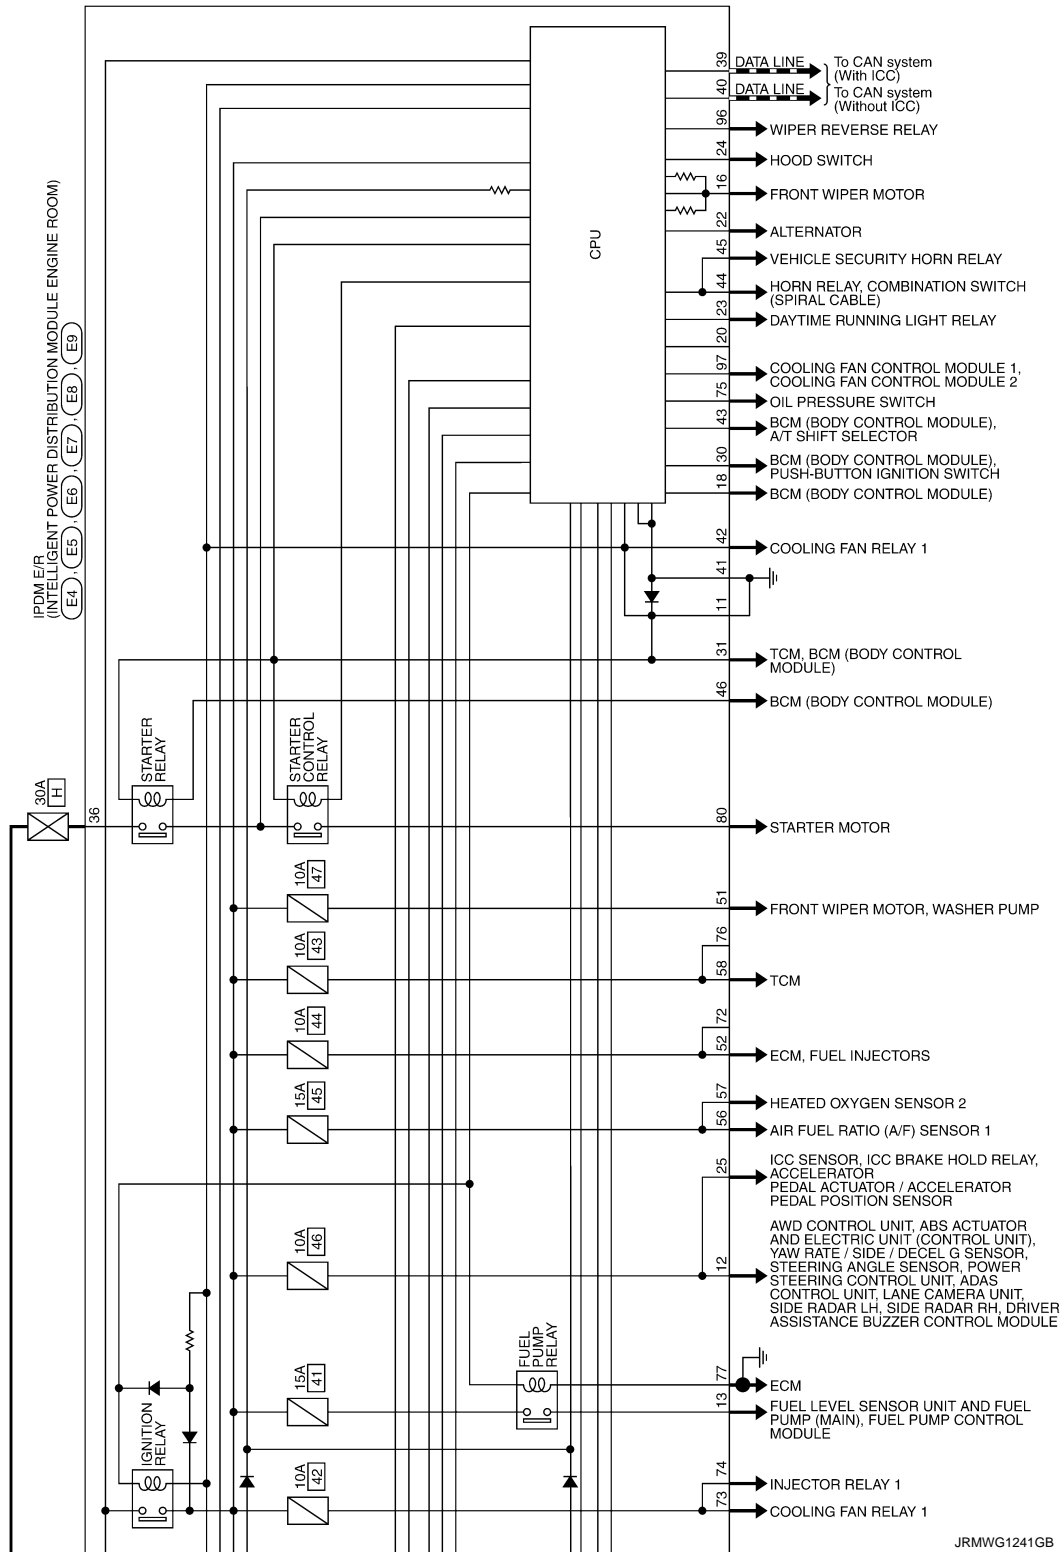 39
DATA LINE
To CAN system
(With ICC)
40
DATA LINE
To CAN system
(Without ICC)
96
WIPER REVERSE RELAY
24
HOOD SWITCH
16
FRONT WIPER MOTOR
22
ALTERNATOR
45
VEHICLE SECURITY HORN RELAY
44
HORN RELAY, COMBINATION SWITCH
(SPIRAL CABLE)
23
DAYTIME RUNNING LIGHT RELAY
20
97
COOLING FAN CONTROL MODULE 1,
COOLING FAN CONTROL MODULE 2
75
OIL PRESSURE SWITCH
43
BCM (BODY CONTROL MODULE),
A/T SHIFT SELECTOR
30
BCM (BODY CONTROL MODULE),
PUSH-BUTTON IGNITION SWITCH
18
BCM (BODY CONTROL MODULE)
CPU
IPDM E/R
(INTELLIGENT POWER DISTRIBUTION MODULE ENGINE ROOM)
E4 , E5 , E6 , E7 , E8 , E9
42
COOLING FAN RELAY 1
41
11
31
TCM, BCM (BODY CONTROL
MODULE)
46
BCM (BODY CONTROL MODULE)
STARTER
RELAY
STARTER
CONTROL
RELAY
30A
H
36
80
STARTER MOTOR
10A
47
51
FRONT WIPER MOTOR, WASHER PUMP
10A
43
76
58
TCM
10A
44
72
52
ECM, FUEL INJECTORS
15A
45
57
HEATED OXYGEN SENSOR 2
56
AIR FUEL RATIO (A/F) SENSOR 1
25
ICC SENSOR, ICC BRAKE HOLD RELAY,
ACCELERATOR
PEDAL ACTUATOR / ACCELERATOR
PEDAL POSITION SENSOR
10A
46
12
AWD CONTROL UNIT, ABS ACTUATOR
AND ELECTRIC UNIT (CONTROL UNIT),
YAW RATE / SIDE / DECEL G SENSOR,
STEERING ANGLE SENSOR, POWER
STEERING CONTROL UNIT, ADAS
CONTROL UNIT, LANE CAMERA UNIT,
SIDE RADAR LH, SIDE RADAR RH, DRIVER
ASSISTANCE BUZZER CONTROL MODULE
FUEL
PUMP
RELAY
77
ECM
15A
41
13
FUEL LEVEL SENSOR UNIT AND FUEL
PUMP (MAIN), FUEL PUMP CONTROL
MODULE
IGNITION
RELAY
10A
42
74
INJECTOR RELAY 1
73
COOLING FAN RELAY 1
JRMWG1241GB